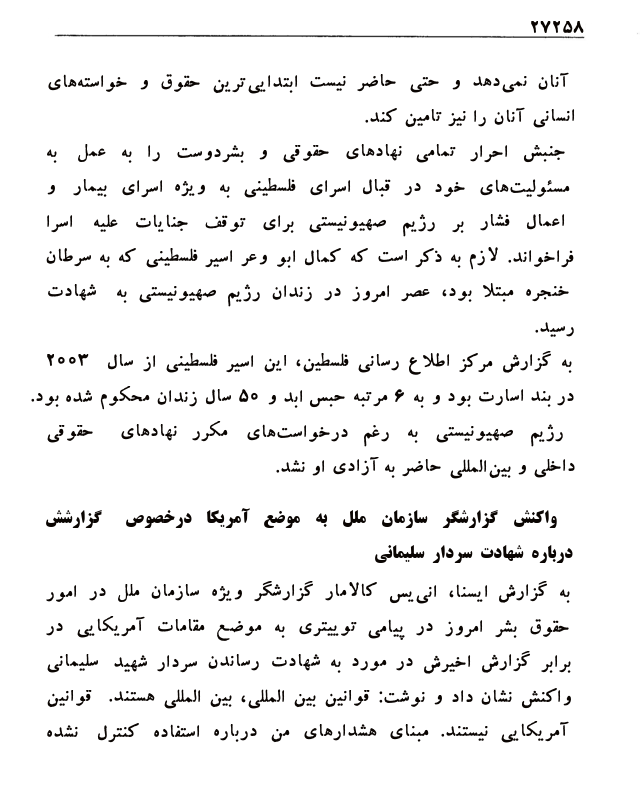 ۲۷۲۵۸
آنان نمی‌دهد و حتی حاضر نیست ابتدایی‌ترین حقوق و خواسته‌های
انسانی آنان را نیز تامین کند.
جنبش احرار تمامی نهادهای حقوقی و بشردوست را به عمل به
مسئولیت‌های خود در قبال اسرای فلسطینی به ویژه اسرای بیمار و
اعمال فشار بر رژیم صهیونیستی برای توقف جنایات علیه اسرا
فراخواند. لازم به ذکر است که کمال ابو وعر اسیر فلسطینی که به سرطان
خنجره مبتلا بود، عصر امروز در زندان رژیم صهیونیستی به شهادت
رسید.
به گزارش مرکز اطلاع رسانی فلسطین، این اسیر فلسطینی از سال ۲۰۰۳
در بند اسارت بود و به ۶ مرتبه حبس ابد و ۵۰ سال زندان محکوم شده بود.
رژیم صهیونیستی به رغم درخواست‌های مکرر نهادهای حقوقی
داخلی و بین‌المللی حاضر به آزادی او نشد.
واکنش گزارشگر سازمان ملل به موضع آمریکا درخصوص گزارشش
درباره شهادت سردار سلیمانی
به گزارش ایسنا، انی‌یس کالامار گزارشگر ویژه سازمان ملل در امور
حقوق بشر امروز در پیامی توییتری به موضع مقامات آمریکایی در
برابر گزارش اخیرش در مورد به شهادت رساندن سردار شهید سلیمانی
واکنش نشان داد و نوشت: قوانین بین المللی، بین المللی هستند. قوانین
آمریکایی نیستند. مبنای هشدارهای من درباره استفاده کنترل نشده